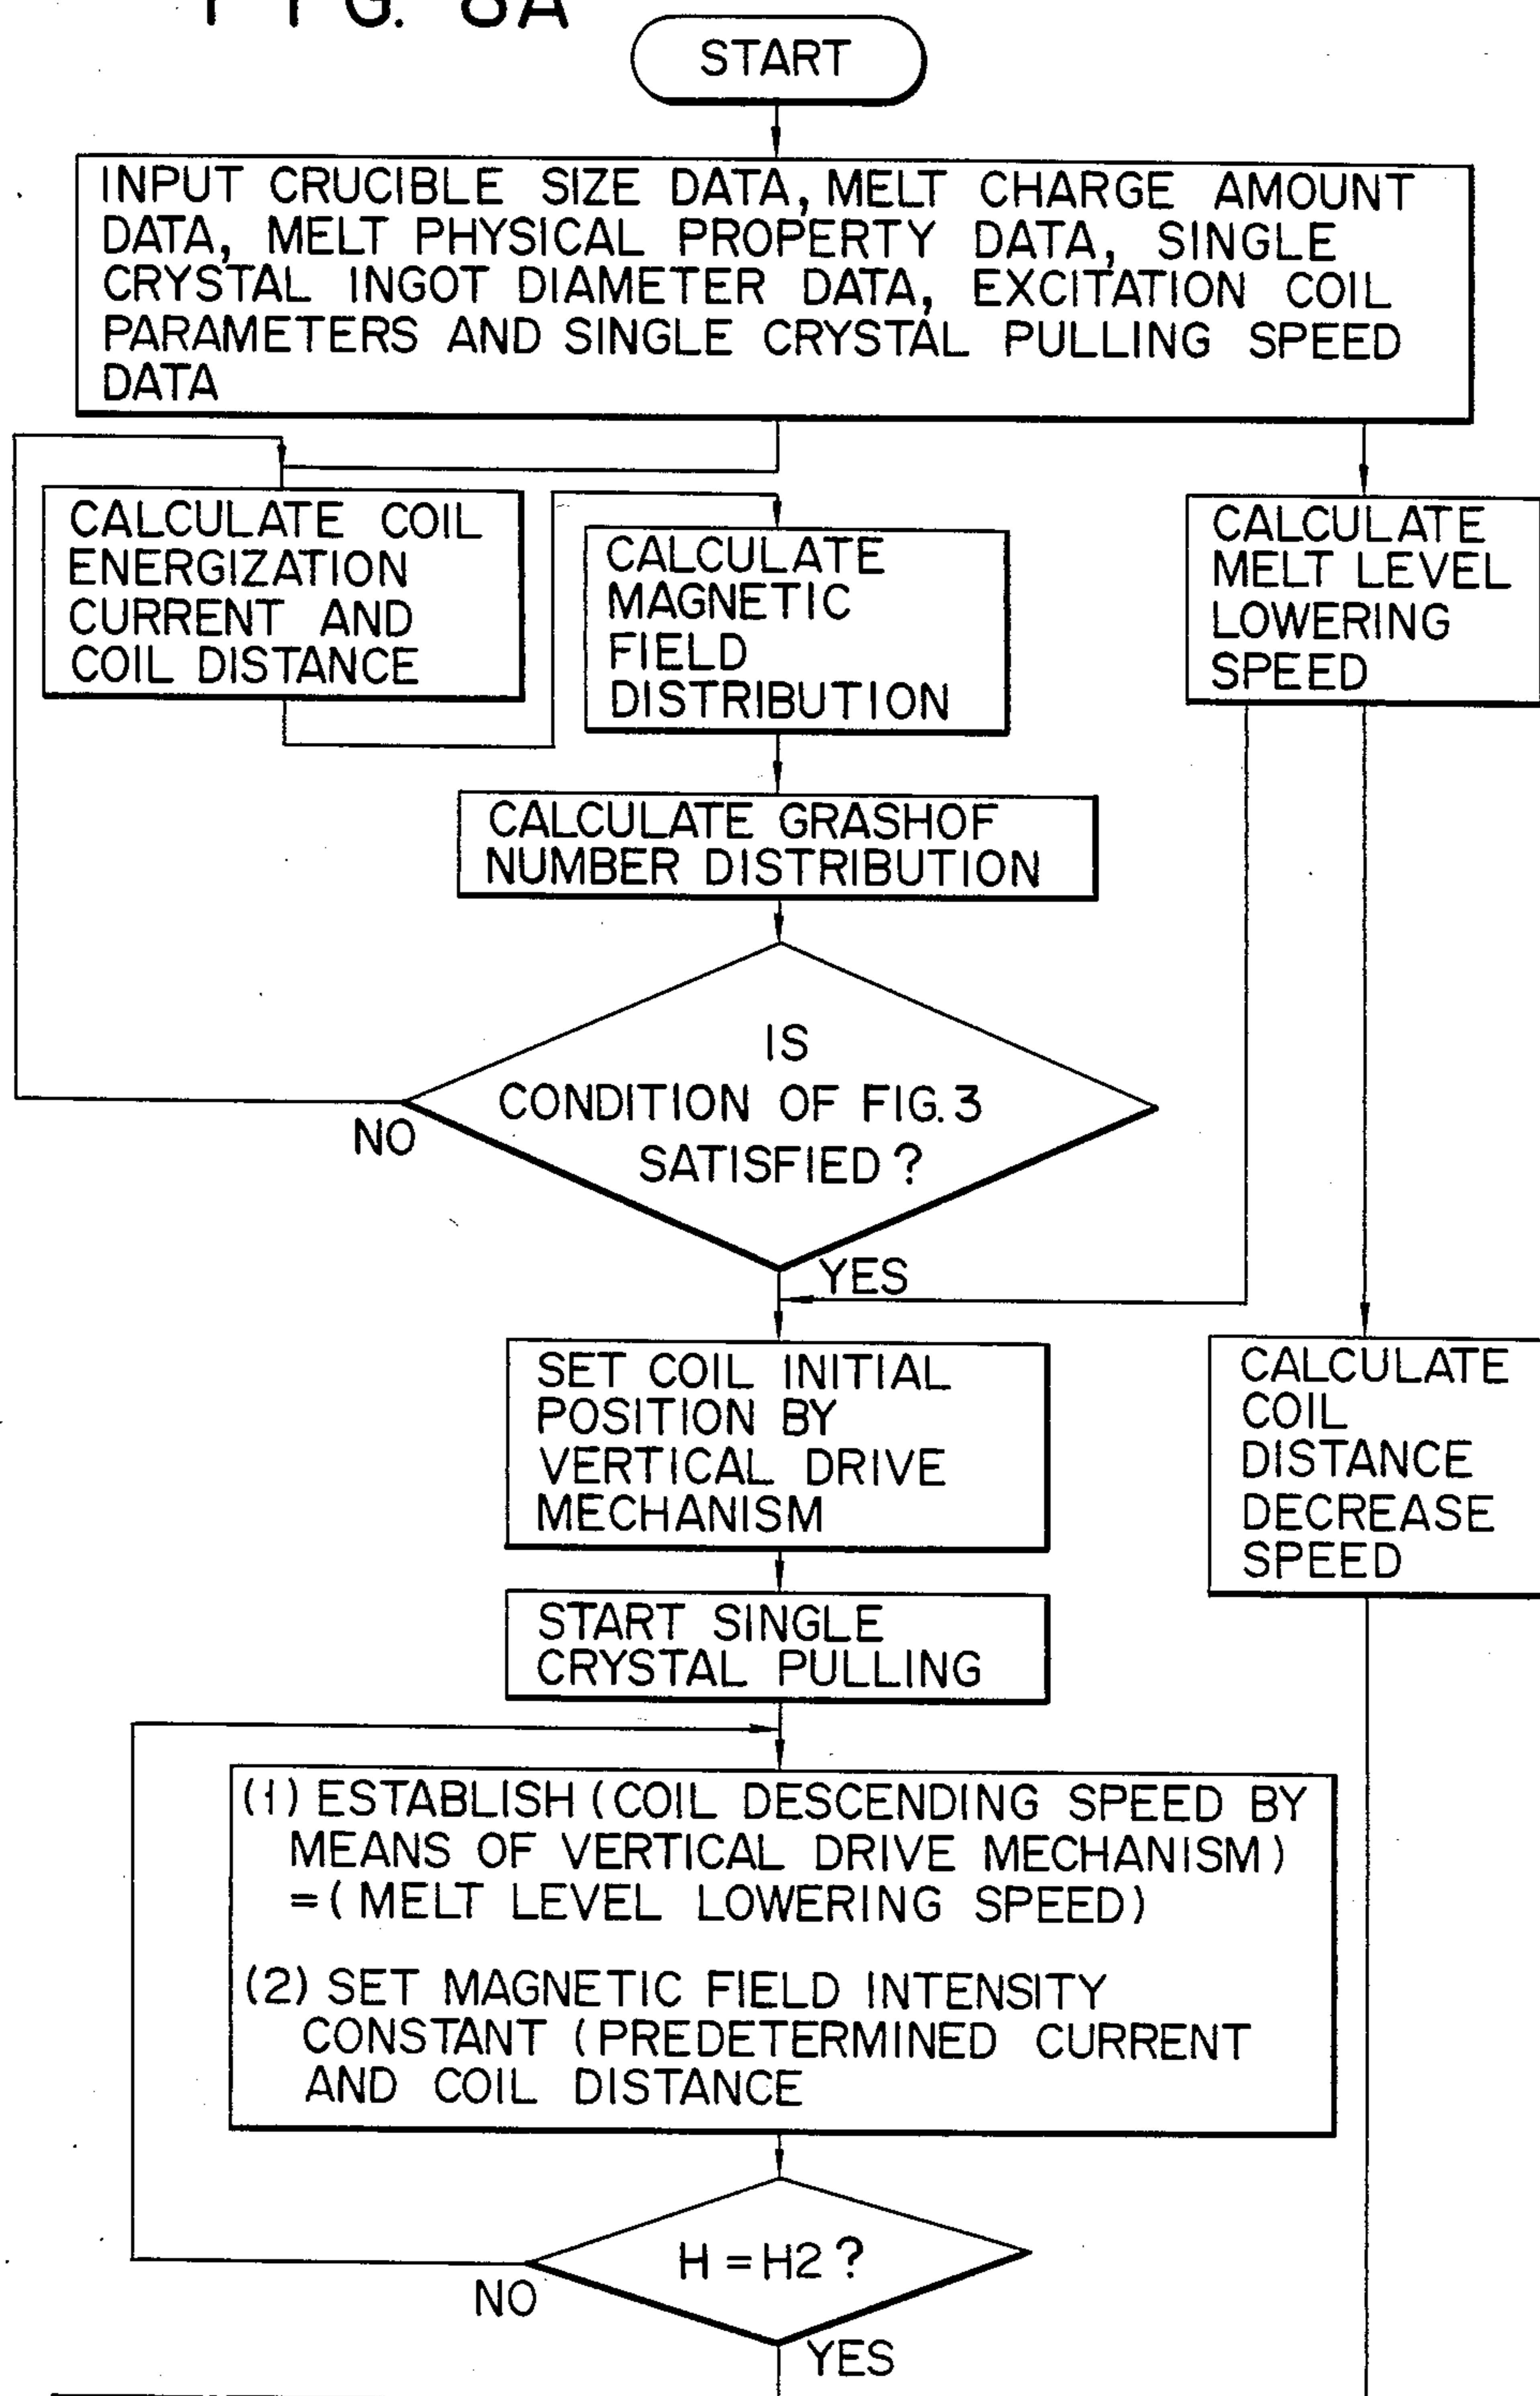 FIG. 8A
START
INPUT CRUCIBLE SIZE DATA, MELT CHARGE AMOUNT
DATA, MELT PHYSICAL PROPERTY DATA, SINGLE
CRYSTAL INGOT DIAMETER DATA, EXCITATION COIL
PARAMETERS AND SINGLE CRYSTAL PULLING SPEED
DATA
CALCULATE COIL
ENERGIZATION
CURRENT AND
COIL DISTANCE
CALCULATE
MAGNETIC
FIELD
DISTRIBUTION
CALCULATE
MELT LEVEL
LOWERING
SPEED
CALCULATE GRASHOF
NUMBER DISTRIBUTION
IS
CONDITION OF FIG. 3
SATISFIED ?
NO
YES
SET COIL INITIAL
POSITION BY
VERTICAL DRIVE
MECHANISM
CALCULATE
COIL
DISTANCE
DECREASE
SPEED
START SINGLE
CRYSTAL PULLING
(1) ESTABLISH (COIL DESCENDING SPEED BY
MEANS OF VERTICAL DRIVE MECHANISM)
=(MELT LEVEL LOWERING SPEED)
(2) SET MAGNETIC FIELD INTENSITY
CONSTANT (PREDETERMINED CURRENT
AND COIL DISTANCE
H = H2 ?
NO
YES